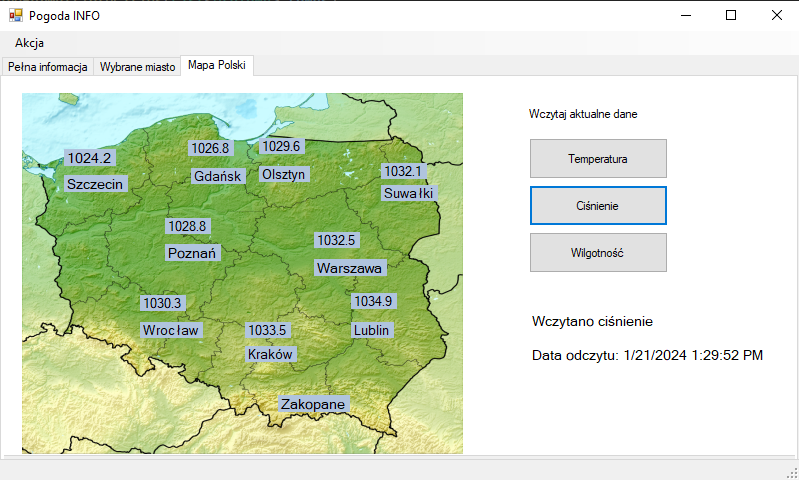 Pogoda INFO
Akcja
Pełna informacja
Wybrane miasto
Mapa Polski
1024.2
Szczecin
1026.8
Gdańsk
1029.6
Olsztyn
1032.1
Suwałki
1028.8
Poznań
1032.5
Warszawa
1030.3
Wrocław
1034.9
Lublin
1033.5
Kraków
Zakopane
Wczytaj aktualne dane
Temperatura
Ciśnienie
Wilgotność
Wczytano ciśnienie
Data odczytu: 1/21/2024 1:29:52 PM